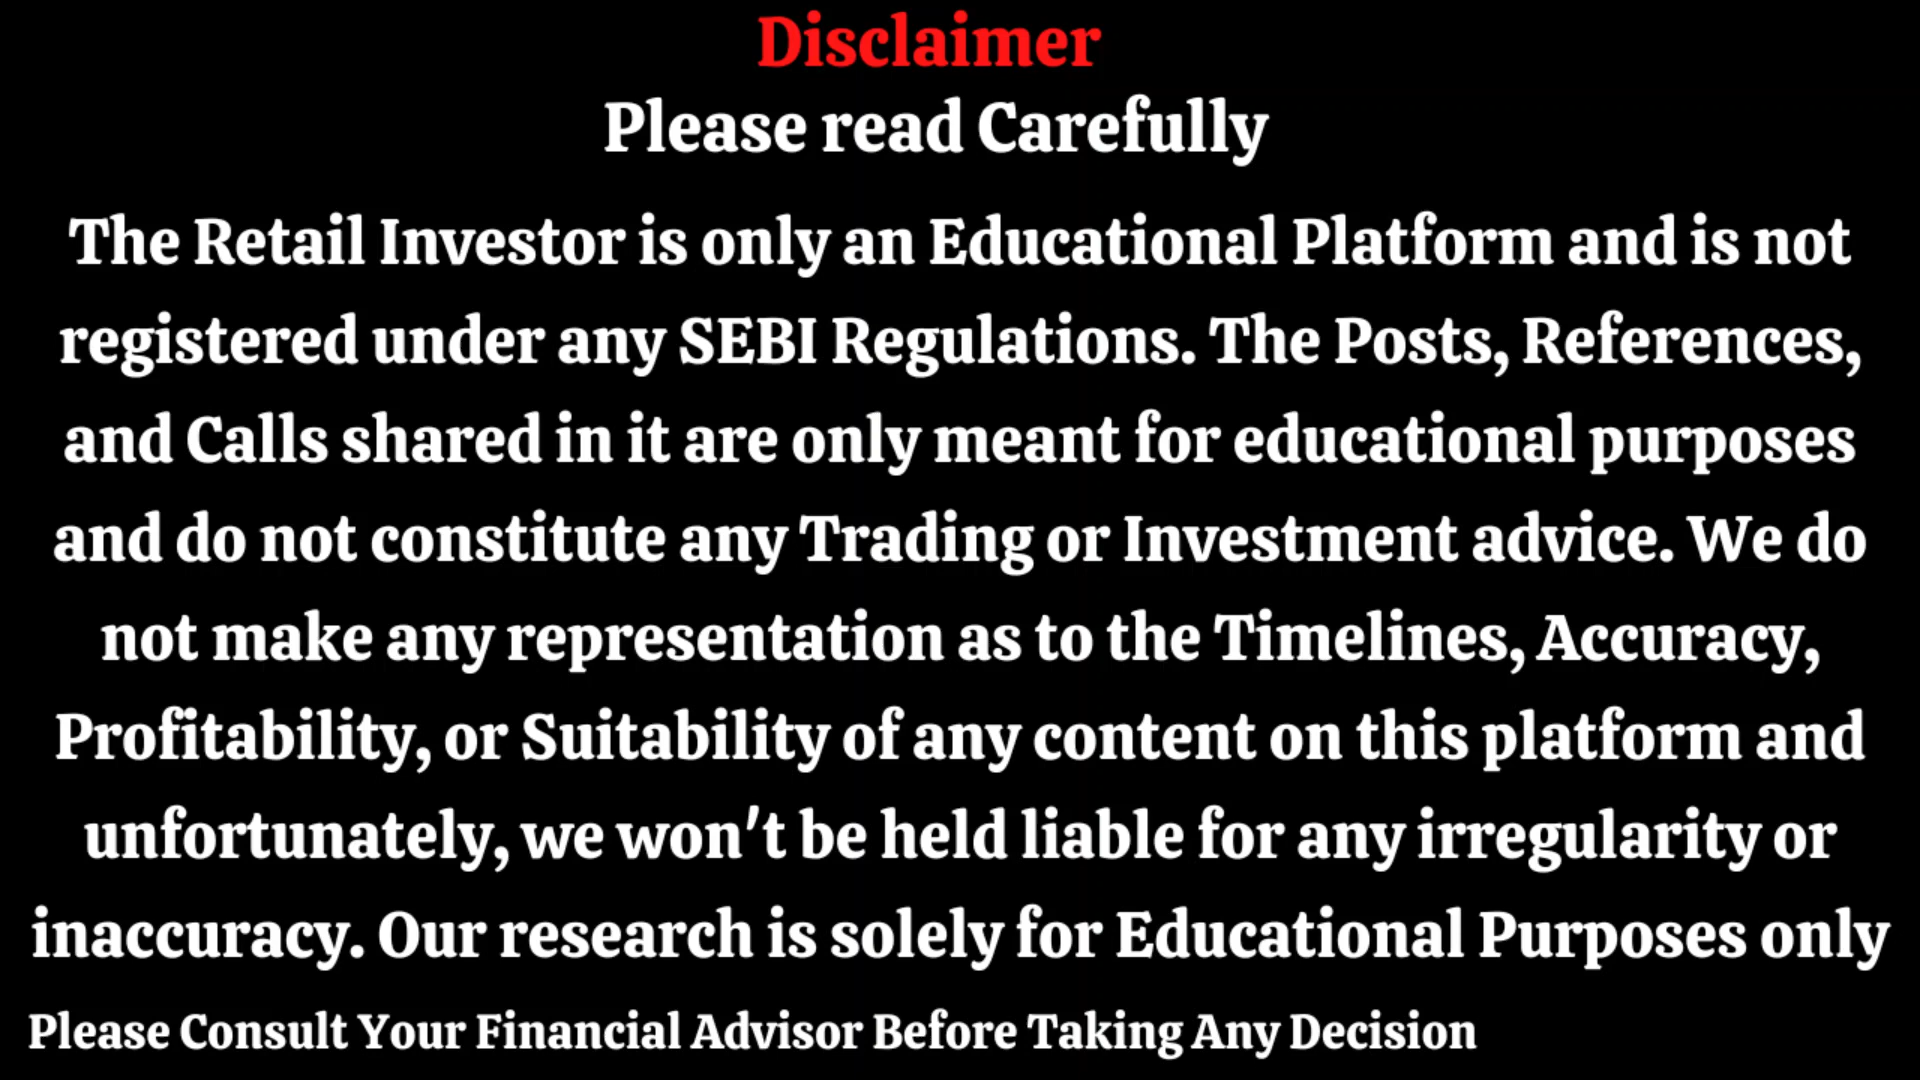 Disclaimer
Please read Carefully
The Retail Investor is only an Educational Platform and is not
registered under any SEBI Regulations. The Posts, References,
and Calls shared in it are only meant for educational purposes
and do not constitute any Trading or Investment advice. We do
not make any representation as to the Timelines, Accuracy,
Profitability, or Suitability of any content on this platform and
unfortunately, we won't be held liable for any irregularity or
inaccuracy. Our research is solely for Educational Purposes only
Please Consult Your Financial Advisor Before Taking Any Decision